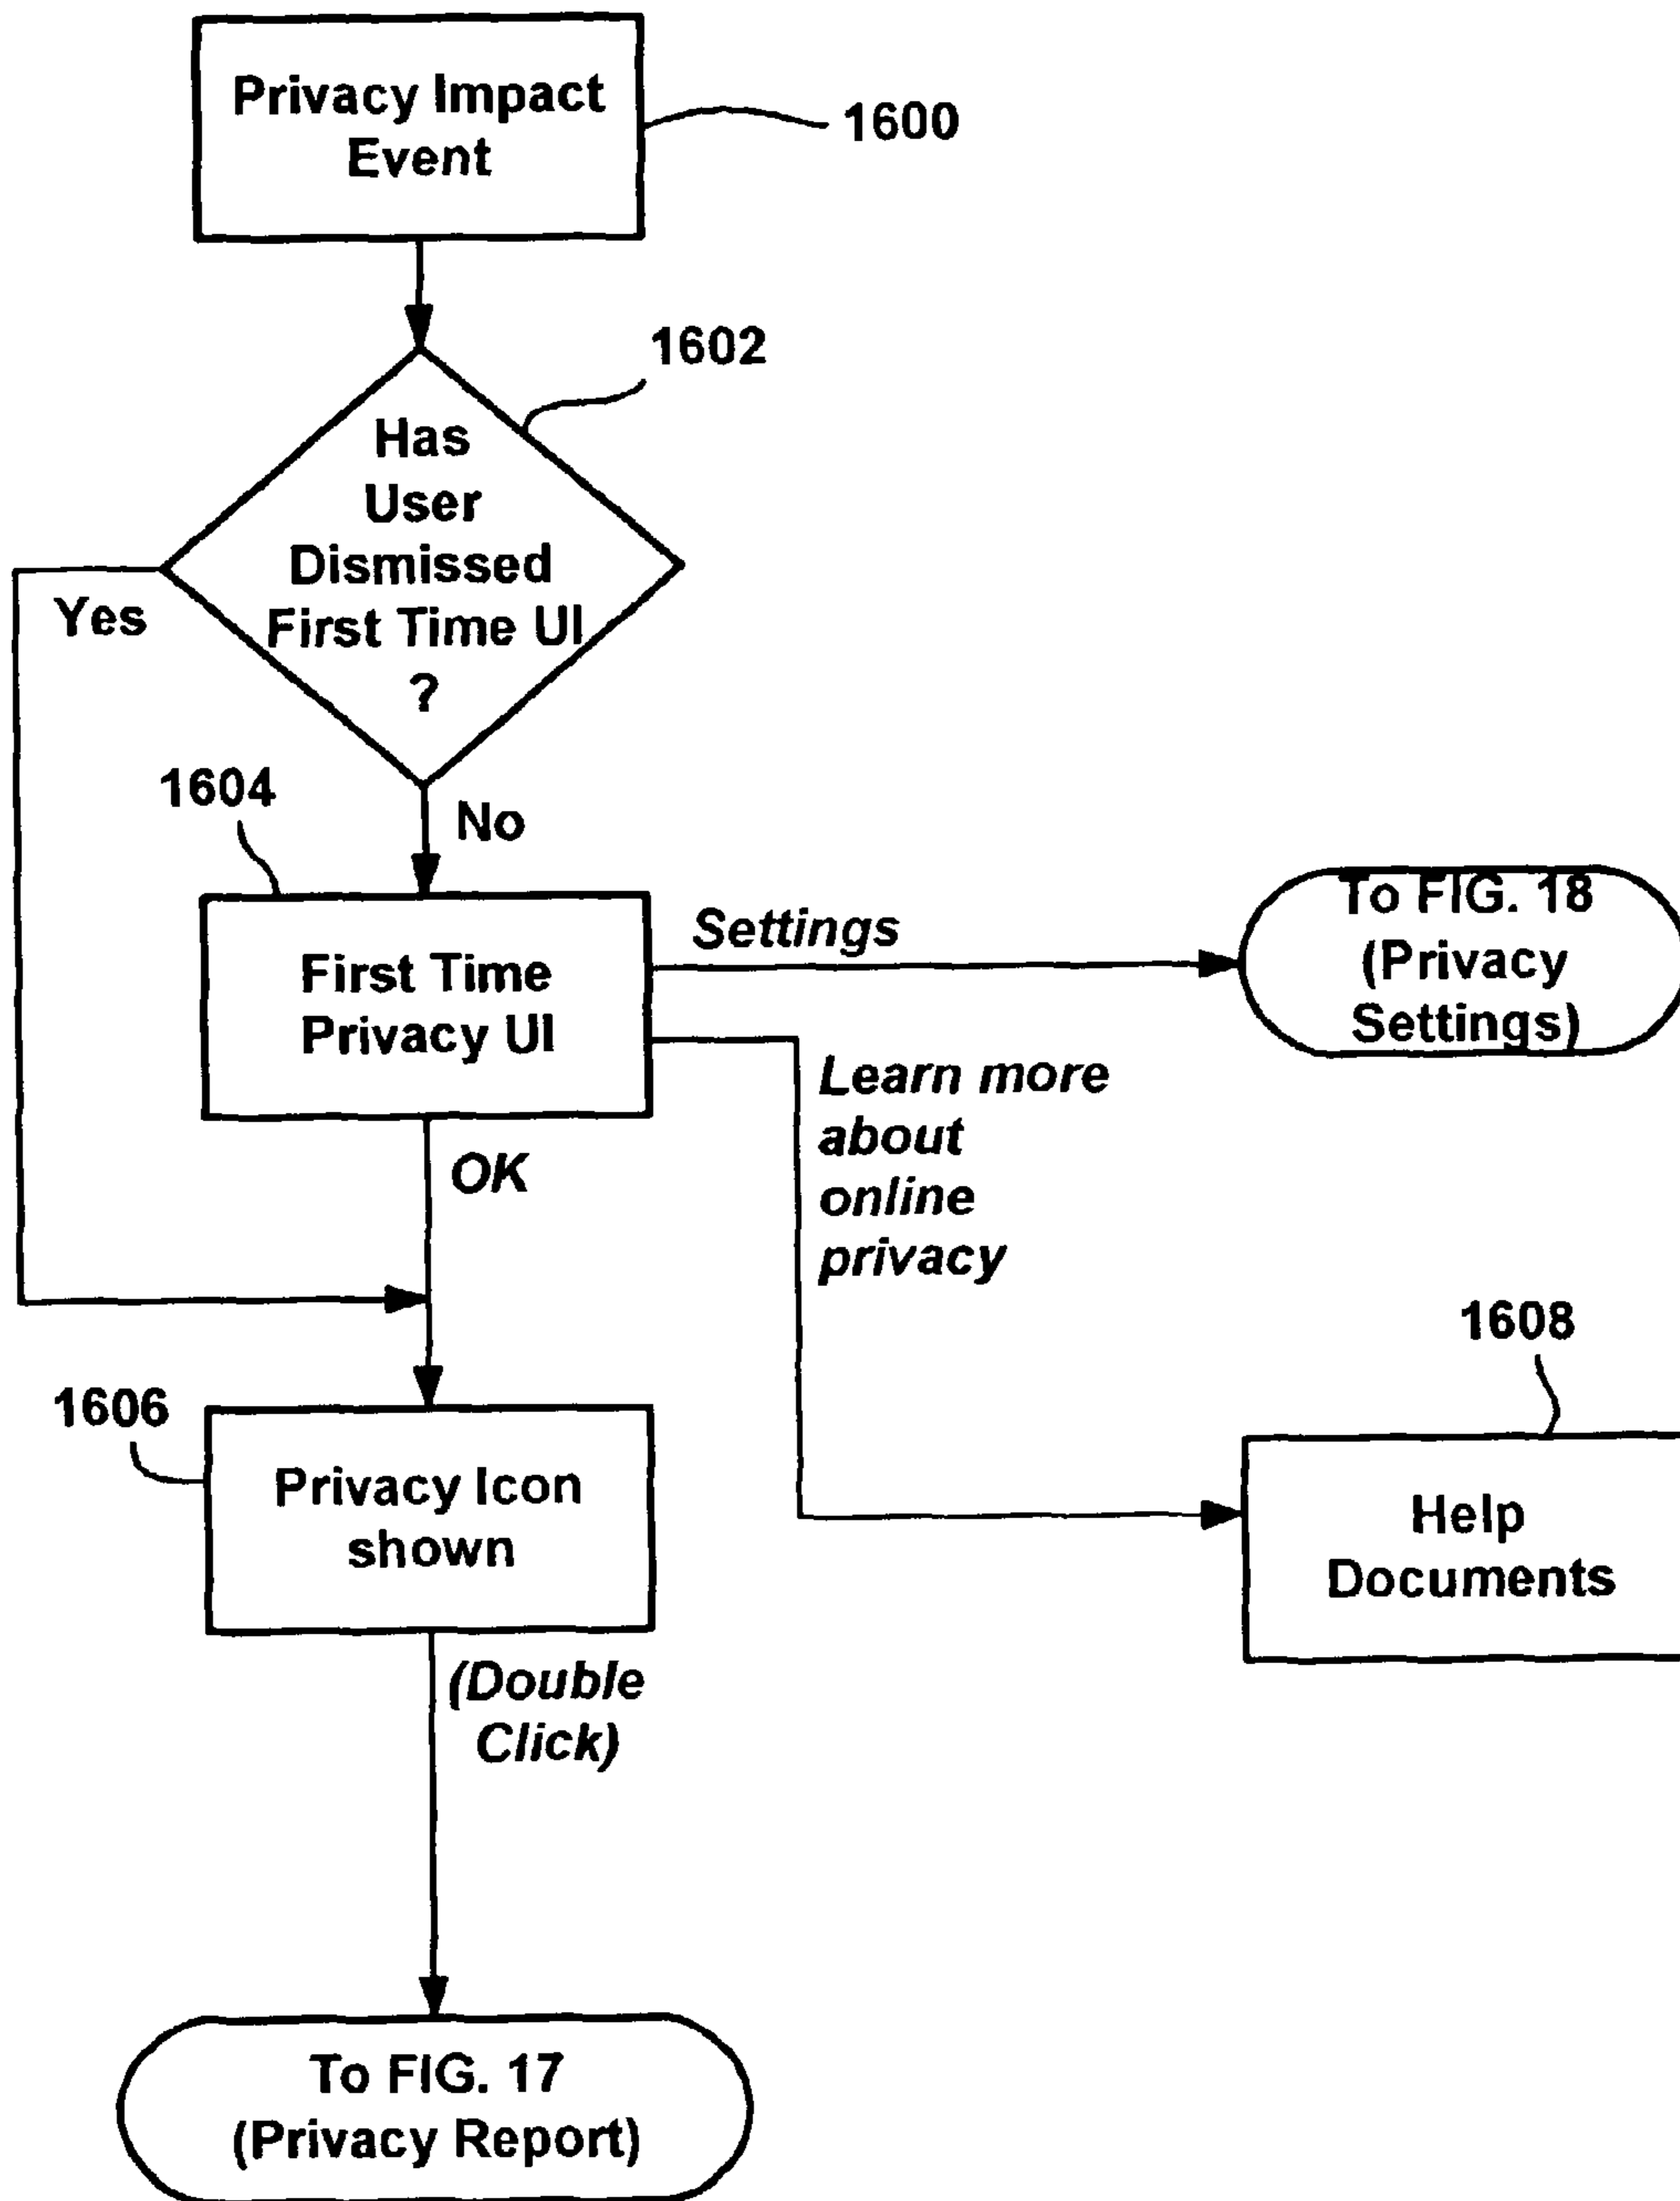 Privacy Impact
Event
1600
1602
Has
User
Dismissed
First Time UI
?
Yes
1604
No
First Time
Privacy UI
Settings
To FIG. 18
(Privacy
Settings)
Learn more
about
online
privacy
OK
1608
1606
Privacy Icon
shown
Help
Documents
(Double
Click)
To FIG. 17
(Privacy Report)